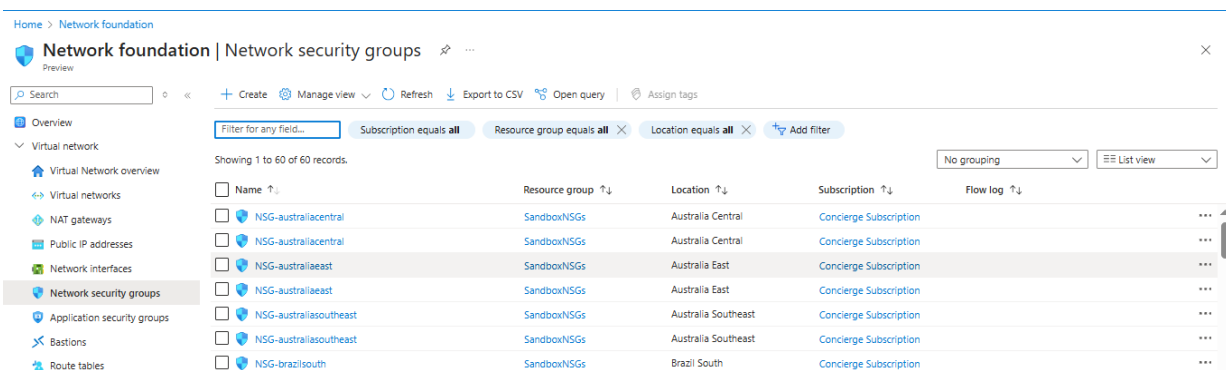 Home > Network foundation
Network foundation | Network security groups
Preview
Search
Create Manage view Refresh Export to CSV Open query Assign tags
Overview
Virtual network
Virtual Network overview
Virtual networks
NAT gateways
Public IP addresses
Network interfaces
Network security groups
Application security groups
Bastions
Route tables
Filter for any field... Subscription equals all Resource group equals all Location equals all Add filter
Showing 1 to 60 of 60 records.
No grouping List view
Name Resource group Location Subscription Flow log
NSG-australiacentral SandboxNSGs Australia Central Concierge Subscription
NSG-australiacentral SandboxNSGs Australia Central Concierge Subscription
NSG-australiaeast SandboxNSGs Australia East Concierge Subscription
NSG-australiaeast SandboxNSGs Australia East Concierge Subscription
NSG-australiasoutheast SandboxNSGs Australia Southeast Concierge Subscription
NSG-australiasoutheast SandboxNSGs Australia Southeast Concierge Subscription
NSG-brazilsouth SandboxNSGs Brazil South Concierge Subscription